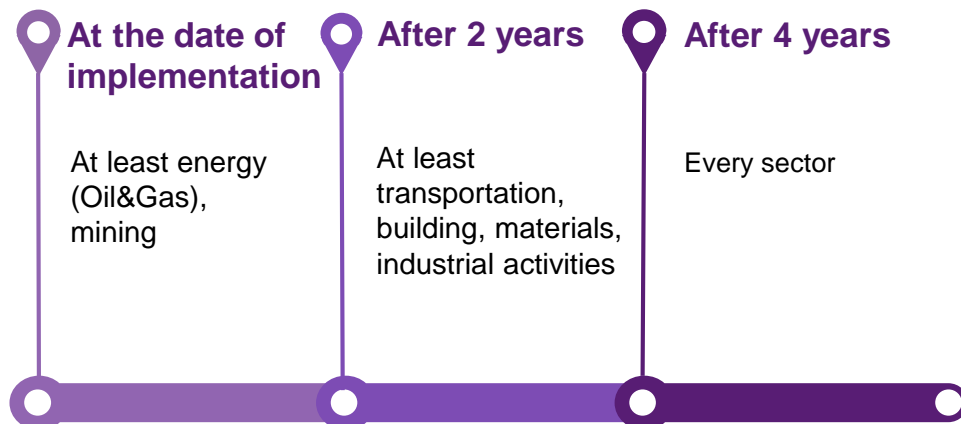 At the date of
implementation
At least energy
(Oil&Gas),
mining
After 2 years
At least
transportation,
building, materials,
industrial activities
After 4 years
Every sector